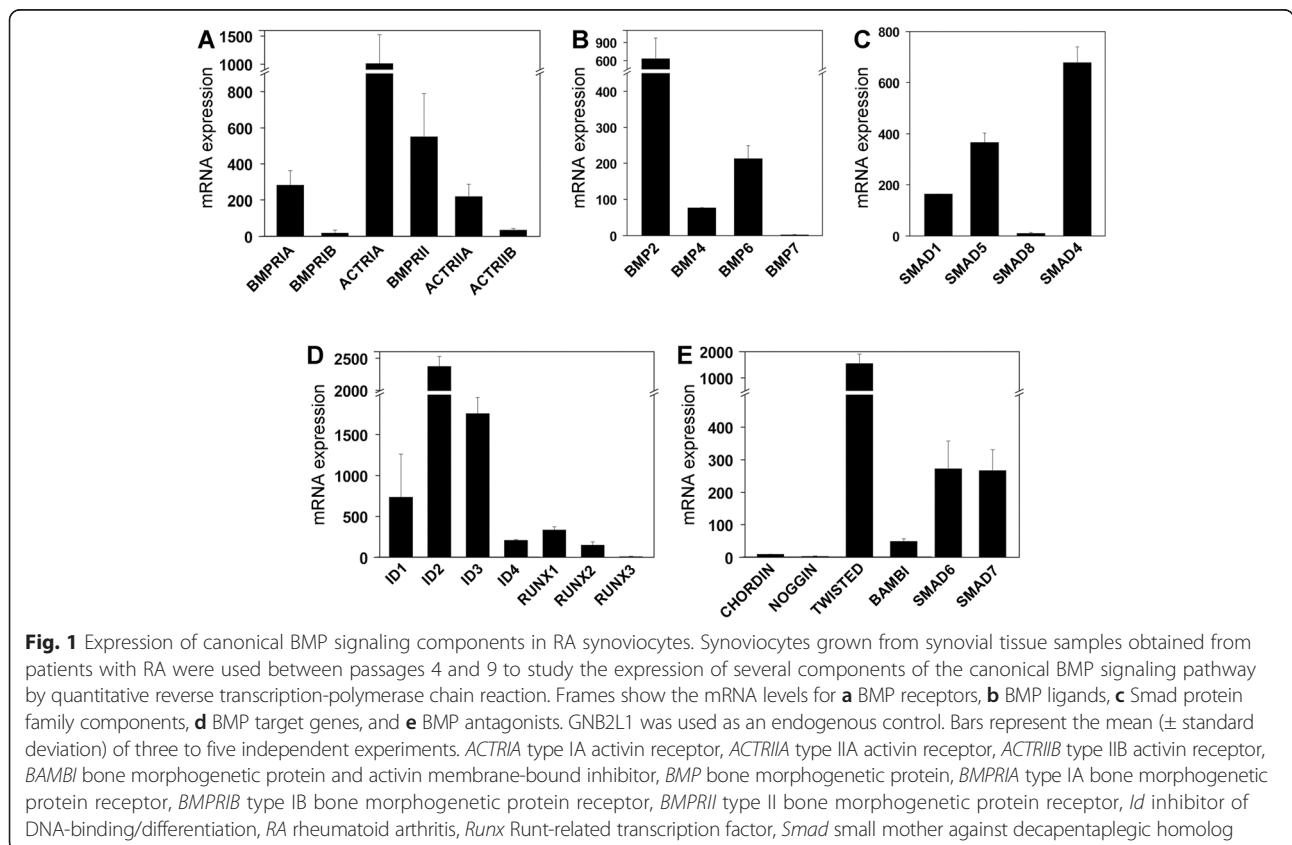 A
mRNA expression
1500
1000
800
600
400
200
0
BMPRIA
BMPRIB
ACTRIA
BMPRII
ACTRIIA
ACTRIIB
B
mRNA expression
900
600
400
300
200
100
0
BMP2
BMP4
BMP6
BMP7
C
mRNA expression
800
600
400
200
0
SMAD1
SMAD5
SMAD8
SMAD4
D
mRNA expression
2500
2000
1500
1000
500
0
ID1
ID2
ID3
ID4
RUNX1
RUNX2
RUNX3
E
mRNA expression
2000
1000
400
300
200
100
0
CHORDIN
NOGGIN
TWISTED
BAMBI
SMAD6
SMAD7
Fig. 1 Expression of canonical BMP signaling components in RA synoviocytes. Synoviocytes grown from synovial tissue samples obtained from
patients with RA were used between passages 4 and 9 to study the expression of several components of the canonical BMP signaling pathway
by quantitative reverse transcription-polymerase chain reaction. Frames show the mRNA levels for a BMP receptors, b BMP ligands, c Smad protein
family components, d BMP target genes, and e BMP antagonists. GNB2L1 was used as an endogenous control. Bars represent the mean (± standard
deviation) of three to five independent experiments. ACTRIA type IA activin receptor, ACTRIIA type IIA activin receptor, ACTRIIB type IIB activin receptor,
BAMBI bone morphogenetic protein and activin membrane-bound inhibitor, BMP bone morphogenetic protein, BMPRIA type IA bone morphogenetic
protein receptor, BMPRIB type IB bone morphogenetic protein receptor, BMPRII type II bone morphogenetic protein receptor, Id inhibitor of
DNA-binding/differentiation, RA rheumatoid arthritis, Runx Runt-related transcription factor, Smad small mother against decapentaplegic homolog